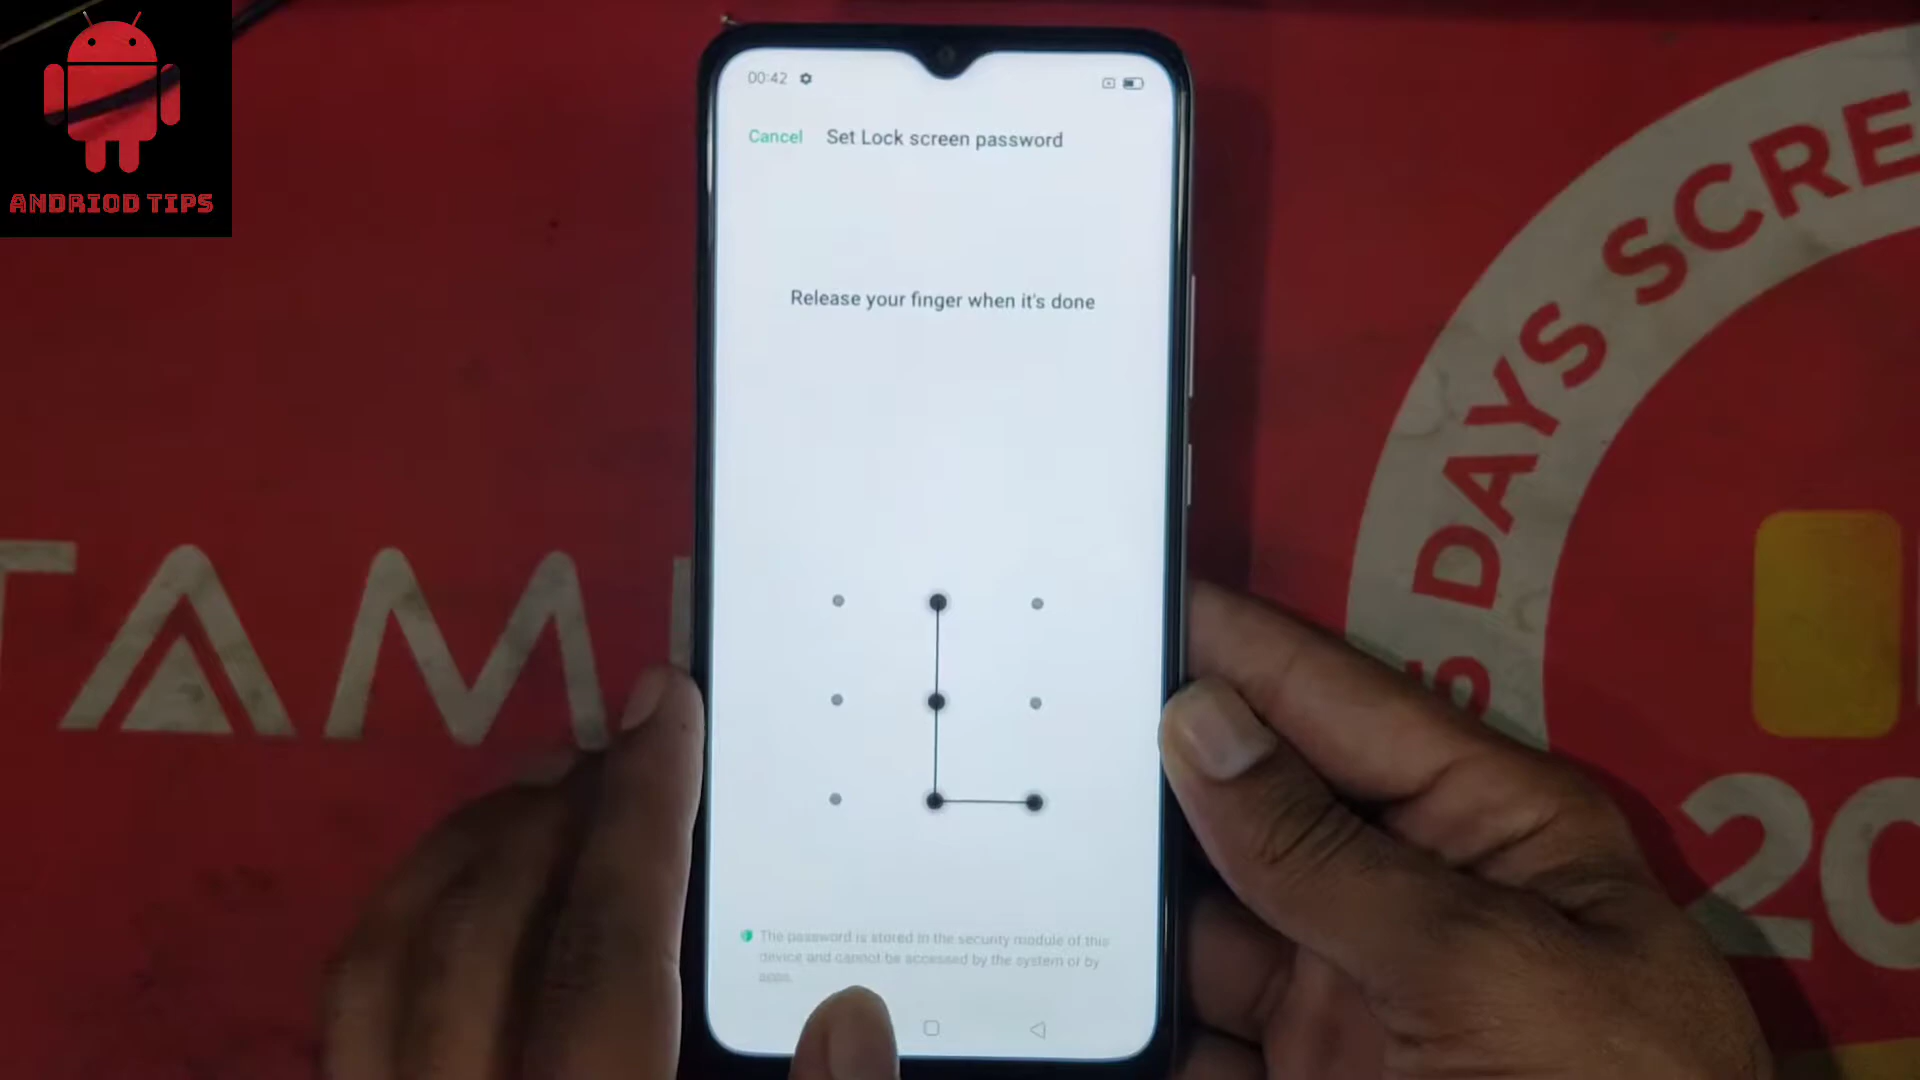 ANDRIOD TIPS
00:42
Cancel Set Lock screen password
Release your finger when it's done
The password is stored in the security module of this
device and cannot be accessed by the system or by
apps.
TAM
DAYS SCRE
20